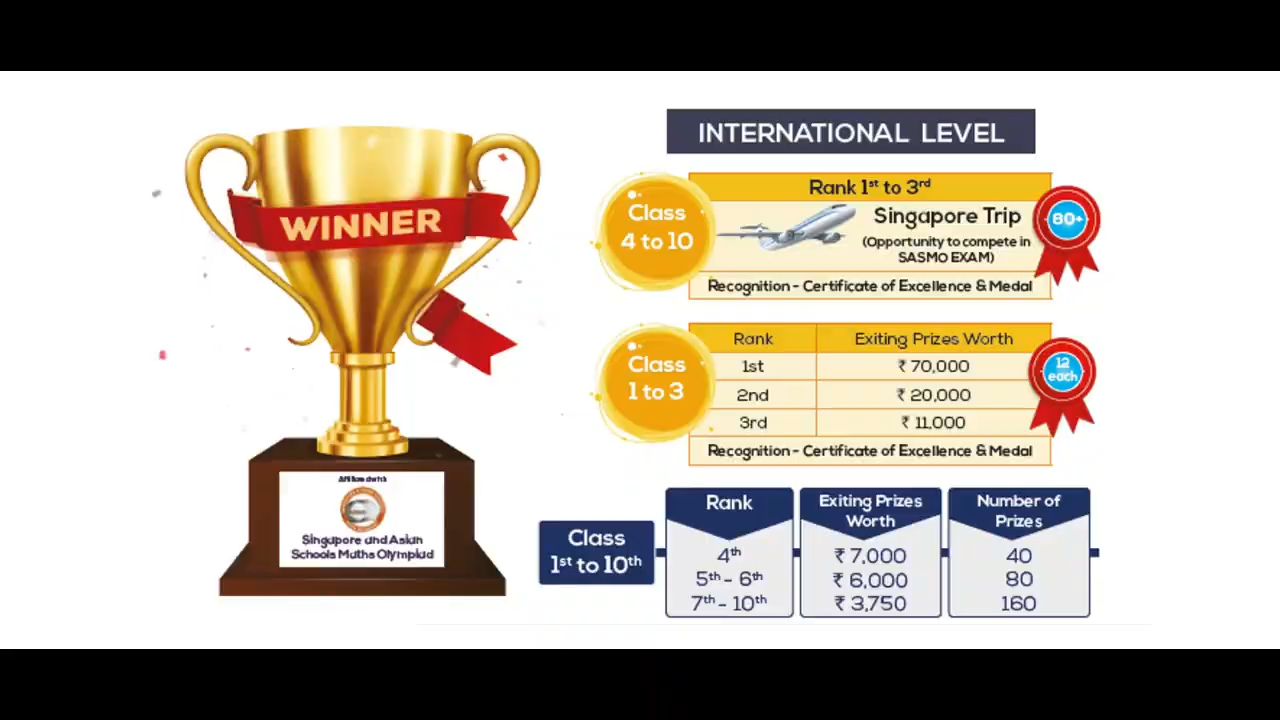 WINNER
Singapore and Asian
Schools Maths Olympiad
INTERNATIONAL LEVEL
Class
4 to 10
Rank 1st to 3rd
Singapore Trip
(Opportunity to compete in
SASMO EXAM)
80+
Recognition - Certificate of Excellence & Medal
Class
1 to 3
Rank Exiting Prizes Worth
1st ₹ 70,000
2nd ₹ 20,000
3rd ₹ 11,000
12
each
Recognition - Certificate of Excellence & Medal
Class
1st to 10th
Rank
4th
5th - 6th
7th - 10th
Exiting Prizes
Worth
₹ 7,000
₹ 6,000
₹ 3,750
Number of
Prizes
40
80
160